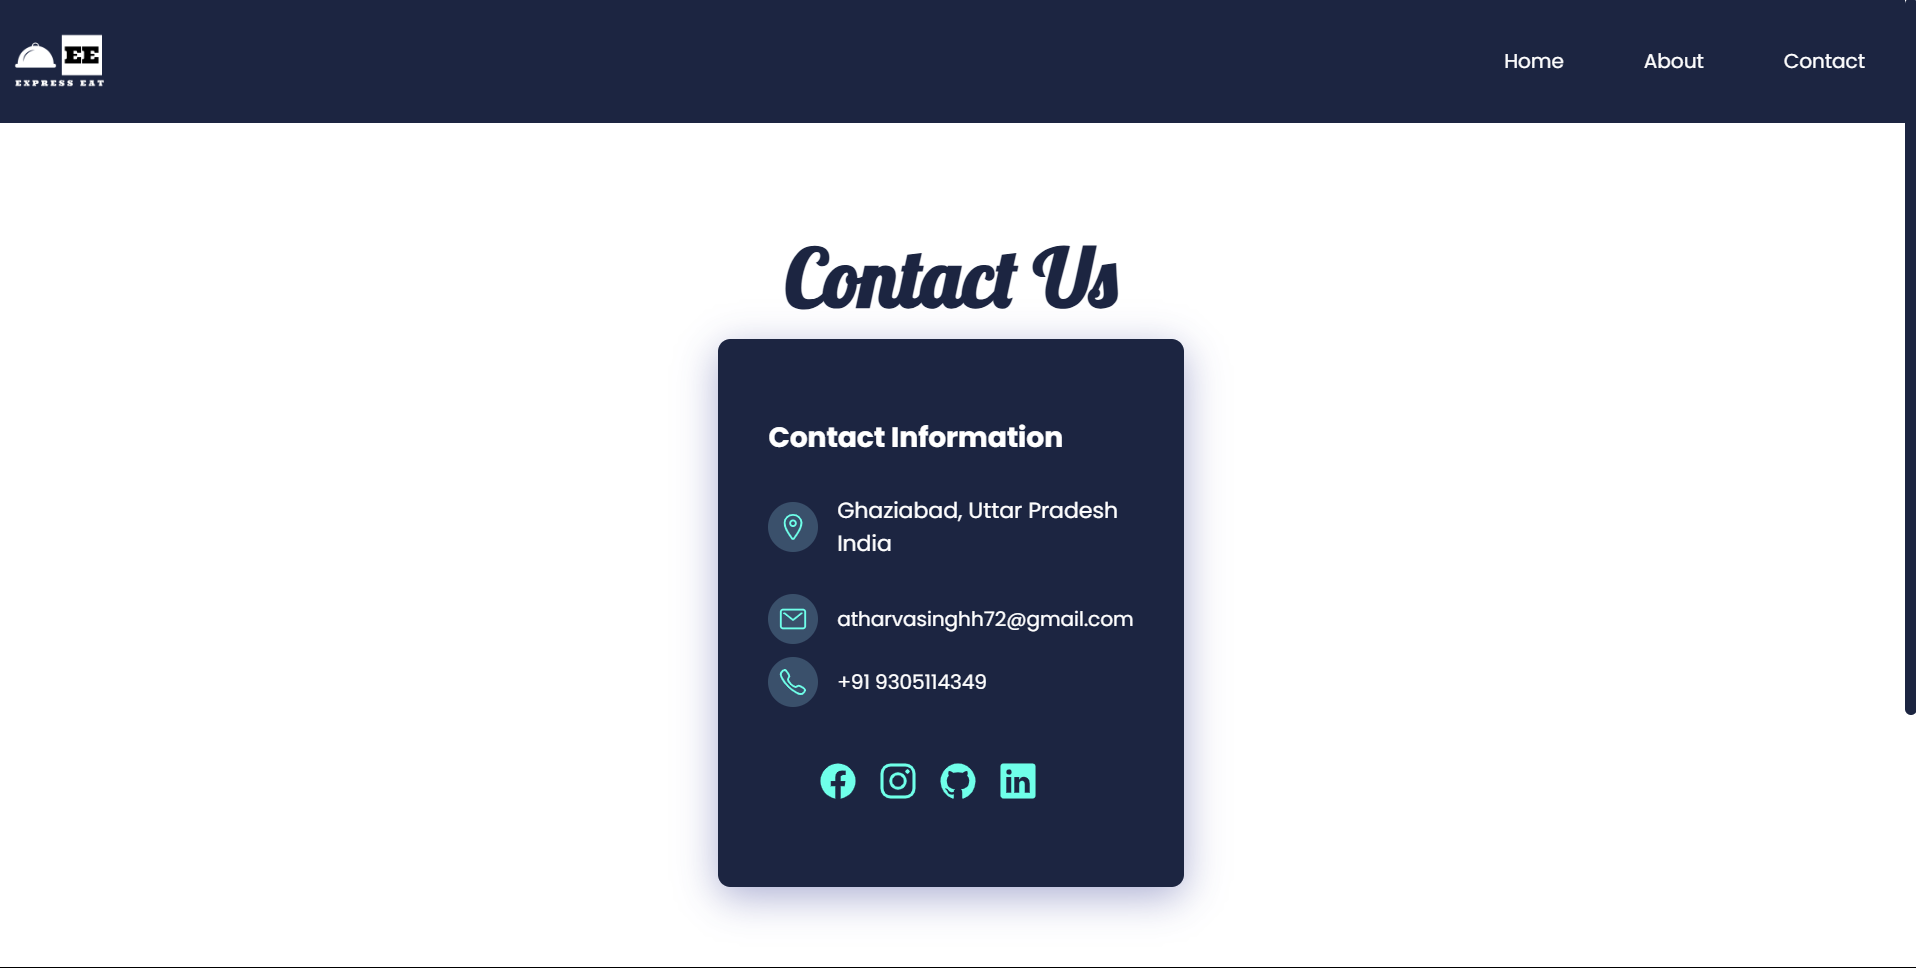 EE
EXPRESS EAT
Home
About
Contact
Contact Us
Contact Information
Ghaziabad, Uttar Pradesh
India
atharvasinghh72@gmail.com
+91 9305114349